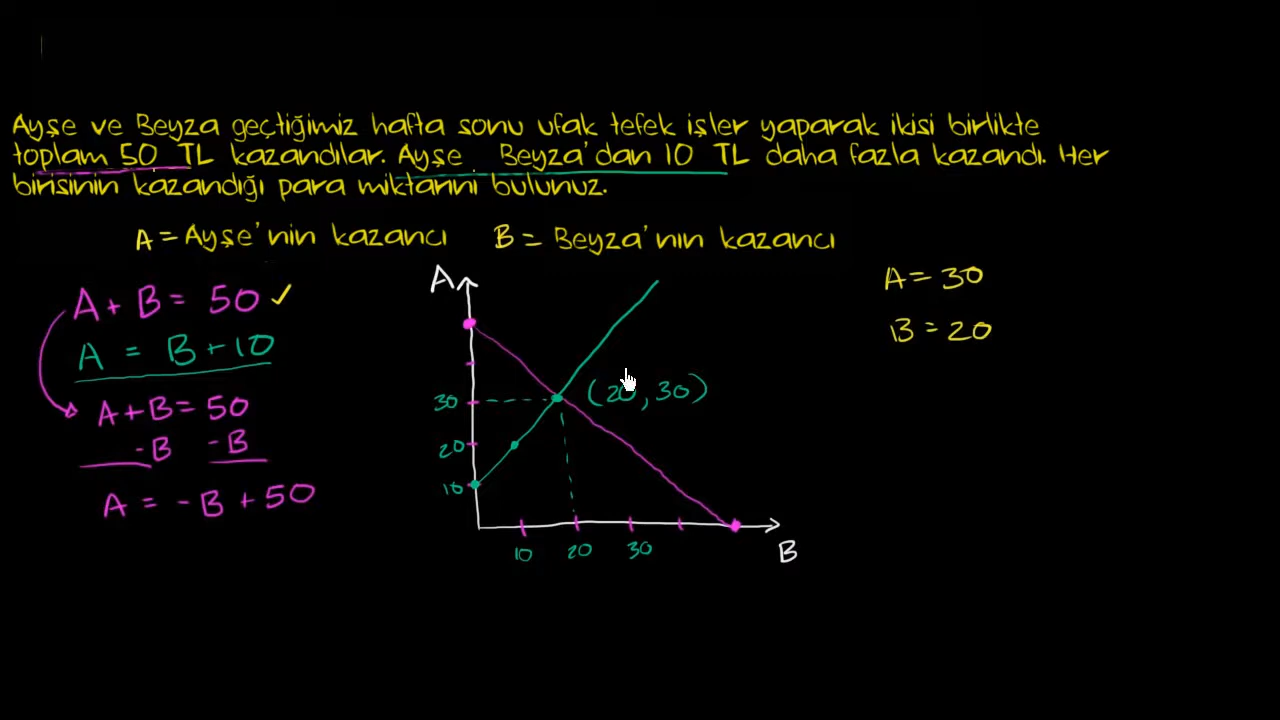 Ayşe ve Beyza geçtiğimiz hafta sonu ufak tefek işler yaparak ikisi birlikte
toplam 50 TL kazandılar. Ayşe Beyza'dan 10 TL daha fazla kazandı. Her
birisinin kazandığı para miktarını bulunuz.
A = Ayşe'nin kazancı B = Beyza'nın kazancı
A + B = 50 ✓
A = B + 10
A + B = 50
-B -B
A = - B + 50
A
30
20
10
(20, 30)
10 20 30
B
A = 30
B = 20